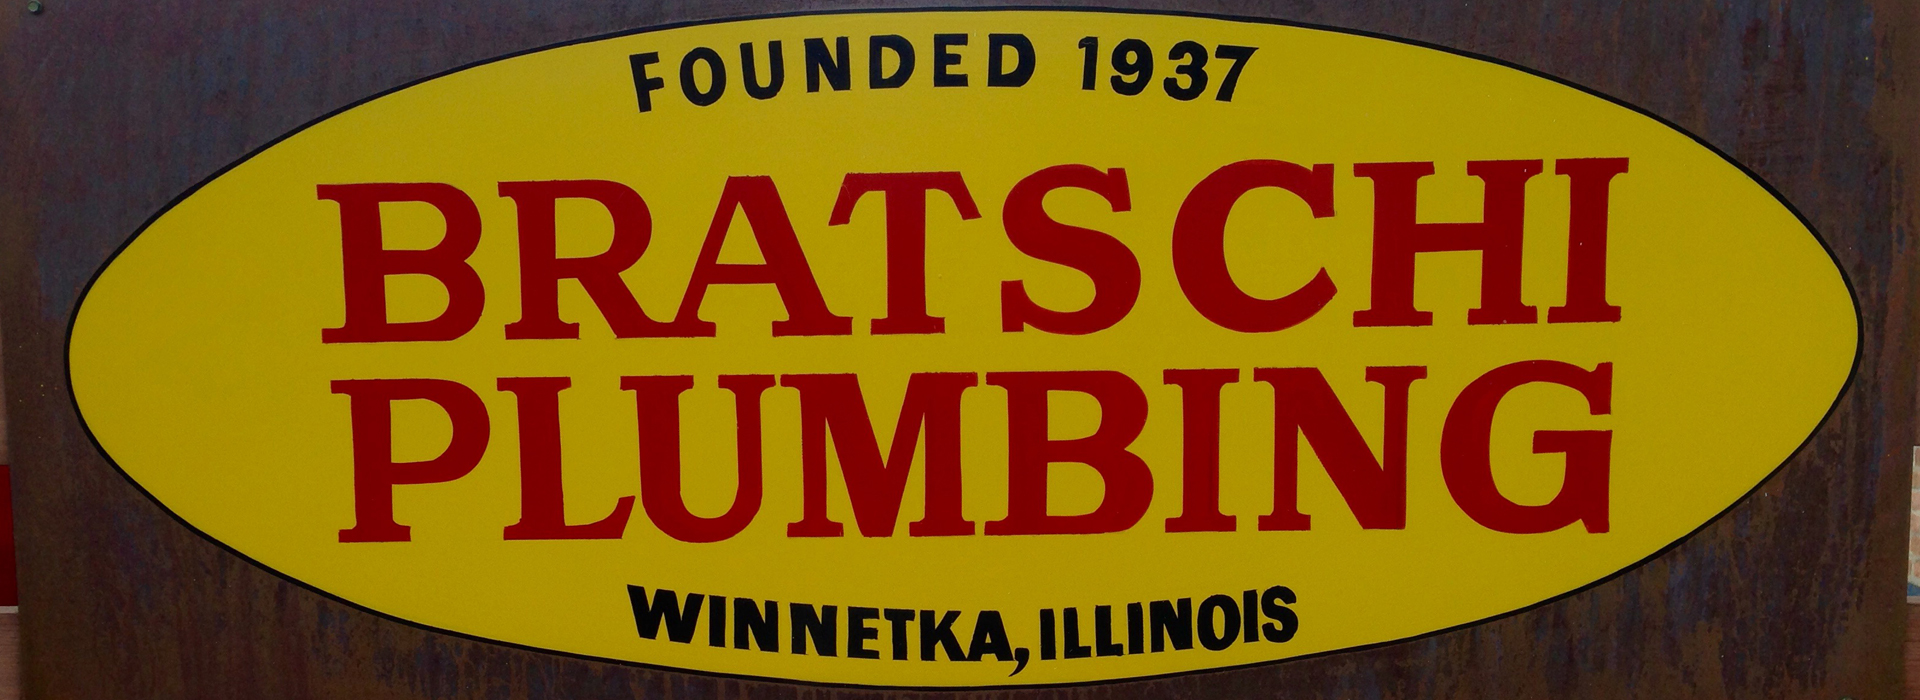 FOUNDED 1937
BRATSCHI
PLUMBING
WINNETKA, ILLINOIS